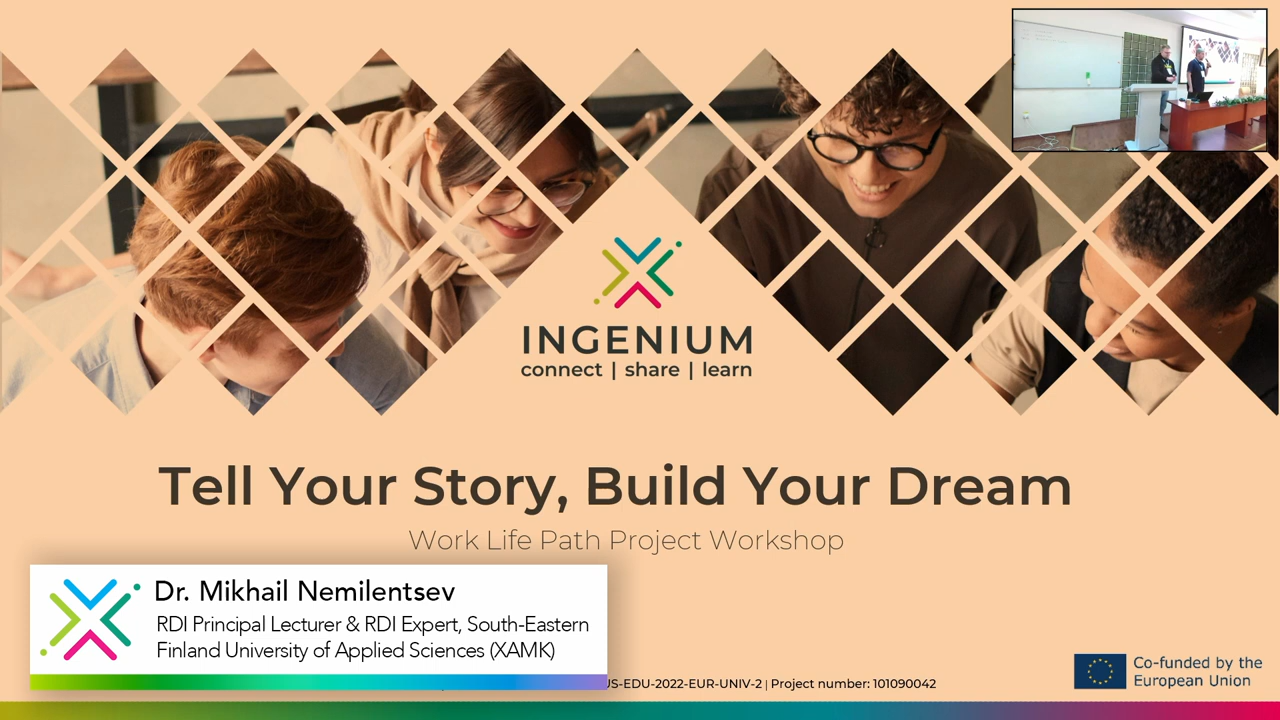 INGENIUM
connect | share | learn
Tell Your Story, Build Your Dream
Work Life Path Project Workshop
Dr. Mikhail Nemilentsev
RDI Principal Lecturer & RDI Expert, South-Eastern
Finland University of Applied Sciences (XAMK)
-EDU-2022-EUR-UNIV-2 | Project number: 101090042
Co-funded by the
European Union